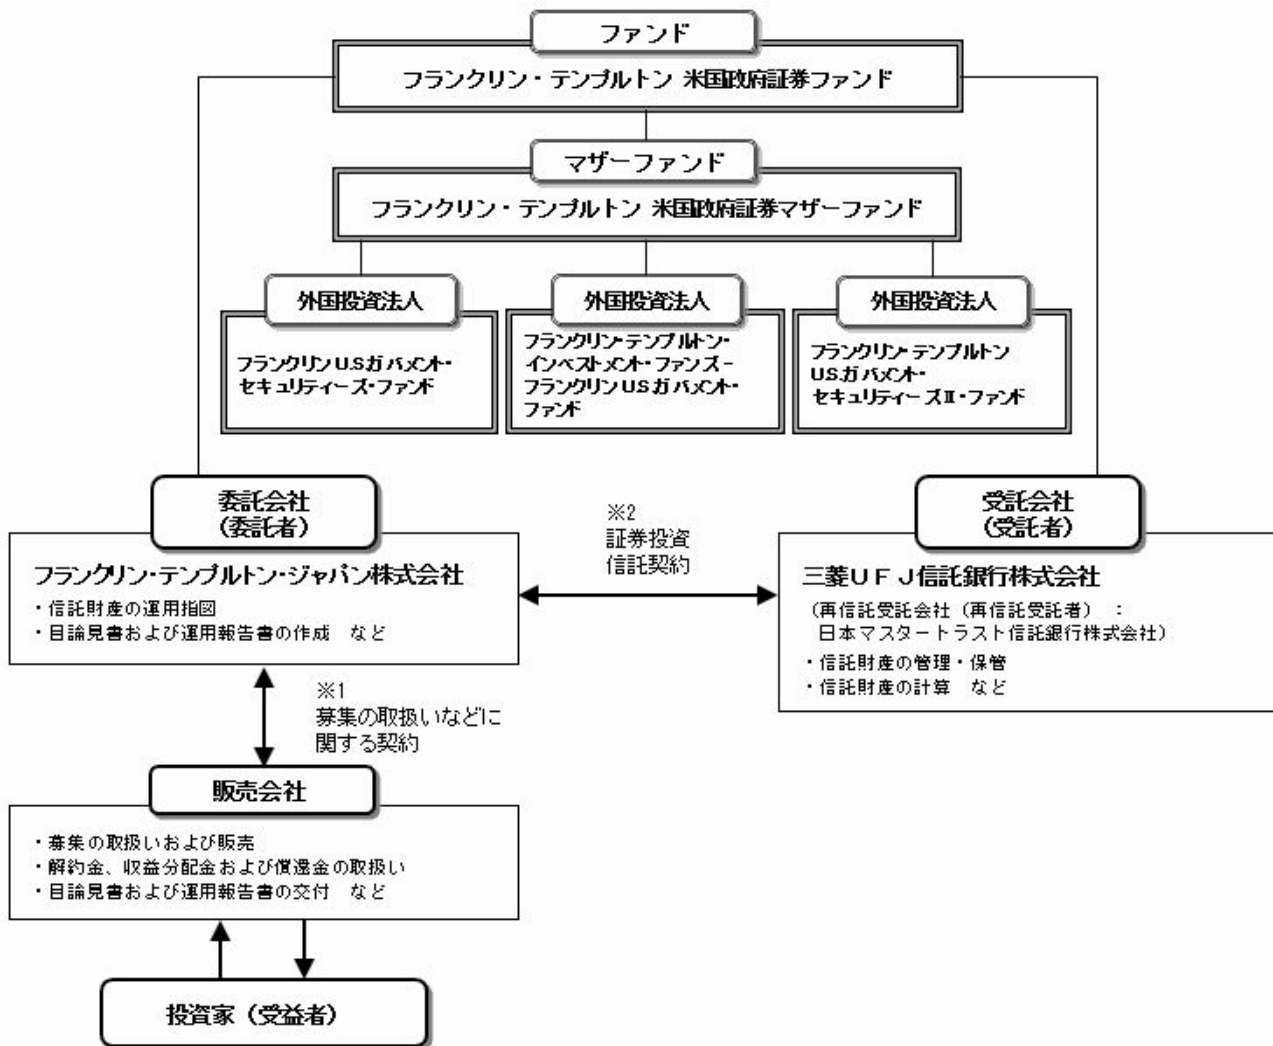 ファンド
フランクリン・テンプルトン 米国政府証券ファンド
マザーファンド
フランクリン・テンプルトン 米国政府証券マザーファンド
外国投資法人
フランクリンU.S.ガバメント・
セキュリティーズ・ファンド
外国投資法人
フランクリン・テンプルトン・
インベストメント・ファンズ－
フランクリンU.S.ガバメント・
ファンド
外国投資法人
フランクリン・テンプルトン
U.S.ガバメント・
セキュリティーズⅡ・ファンド
委託会社
（委託者）
フランクリン・テンプルトン・ジャパン株式会社
・信託財産の運用指図
・目論見書および運用報告書の作成　など
※2
証券投資
信託契約
受託会社
（受託者）
三菱ＵＦＪ信託銀行株式会社
（再信託受託会社（再信託受託者）：
日本マスタートラスト信託銀行株式会社）
・信託財産の管理・保管
・信託財産の計算　など
※1
募集の取扱いなどに
関する契約
販売会社
・募集の取扱いおよび販売
・解約金、収益分配金および償還金の取扱い
・目論見書および運用報告書の交付　など
投資家（受益者）